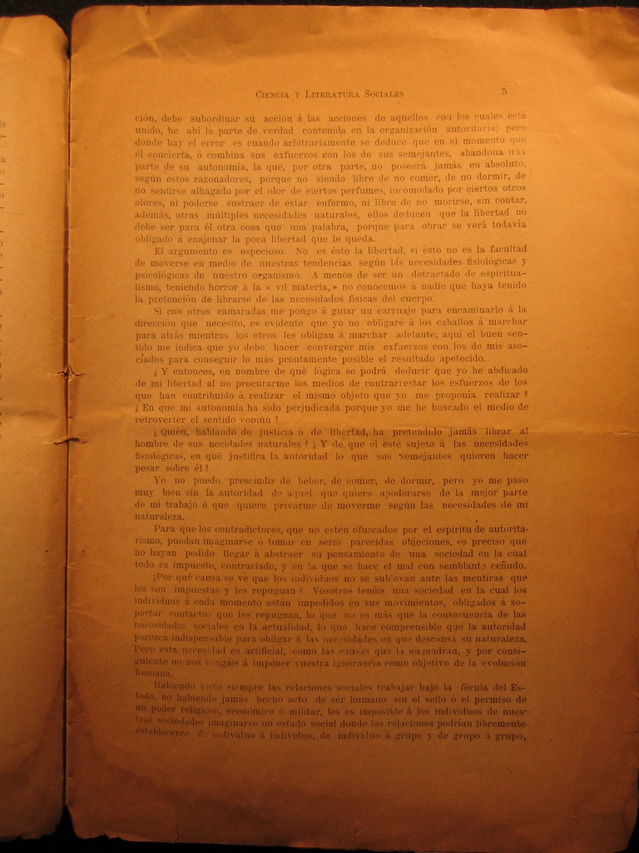 Ciencia y Literatura Sociales 5
ción, debe subordinar su acción á las acciones de aquellos con los cuales está
unido, he ahi la parte de verdad contenida en la organización autoritaria; pero
donde hay el error es cuando arbitrariamente se deduce que en el momento que
él concierta, ó combina sus exfuerzos con los de sus semejantes, abandona una
parte de su autonomía, la que, por otra parte, no poseerá jamás en absoluto,
según estos razonadores, porque no siendo libre de no comer, de no dormir, de
no sentirse alhagado por el olor de ciertos perfumes, incomodado por ciertos otros
olores, ni poderse sustraer de estar enfermo, ni libre de no morirse, sin contar,
además, otras múltiples necesidades naturales, ellos deducen que la libertad no
debe ser para él otra cosa que una palabra, porque para obrar se verá todavía
obligado á enajenar la poca libertad que le queda.
El argumento es especioso. No es ésto la libertad, si ésto no es la facultad
de moverse en medio de nuestras tendencias según las necesidades fisiológicas y
psicológicas de nuestro organismo. A menos de ser un detractado de espiritua-
lismo, teniendo horror á la « vil materia,» no conocemos á nadie que haya tenido
la pretención de librarse de las necesidades físicas del cuerpo.
Si con otros camaradas me pongo á guiar un carruaje para encaminarlo á la
dirección que necesito, es evidente que yo no obligaré á los caballos á marchar
para atrás mientras los otros les obligan á marchar adelante; aquí el buen sen-
tido me indica que yo debo hacer converger mis exfuerzos con los de mis aso-
ciados para conseguir lo más prontamente posible el resultado apetecido.
¿ Y entonces, en nombre de qué lógica se podrá deducir que yo he abdicado
de mi libertad al no procurarme los medios de contrarrestar los esfuerzos de los
que han contribuido á realizar el mismo objeto que yo me proponía realizar ?
¿ En que mi autonomía ha sido perjudicada porque yo me he buscado el medio de
retroverter el sentido común ?
¿ Quién, hablando de justicia ó de libertad, ha pretendido jamás librar al
hombre de sus necidades naturales ? ¿ Y de que él esté sujeto á las necesidades
fisiológicas, en qué justifica la autoridad lo que sus semejantes quieren hacer
pesar sobre él ?
Yo no puedo prescindir de beber, de comer, de dormir, pero yo me paso
muy bien sin la autoridad de aquel que quiere apoderarse de la mejor parte
de mi trabajo ó que quiere privarme de moverme según las necesidades de mi
naturaleza.
Para que los contradictores, que no estén ofuscados por el espíritu de autorita-
rismo, puedan imaginarse ó tomar en serro parecidas objeciones, es preciso que
no hayan podido llegar á abstraer su pensamiento de una sociedad en la cual
todo es impuesto, contrariado, y en la que se hace el mal con semblante ceñudo.
¿Por qué causa se ve que los individuos no se sublevan ante las mentiras que
les son impuestas y les repugnan ? Vosotros tenéis una sociedad en la cual los
individuos á cada momento están impedidos en sus movimientos, obligados á so-
portar contactos que les repugnan, lo que no es más que la consecuencia de las
nocesidades sociales en la actualidad, lo que hace comprensible que la autoridad
parezca indispensable para obligar á las necesidades en que descansa su naturaleza.
Pero esta necesidad es artificial, como las causas que la engendran, y por consi-
guiente no nos vengáis á imponer vuestra ignorancia como objetivo de la evolución
humana.
Habiendo visto siempre las relaciones sociales trabajar bajo la férula del Es-
tado, no habiendo jamás hecho acto de sér humano sin el sello ó el permiso de
un poder religioso, económico ó militar, les es imposible á los individuos de nues-
tras sociedades imaginarse un estado social donde las relaciones podrían libremente
establecerce de individuo á individuo, de individuo á grupo y de grupo á grupo,